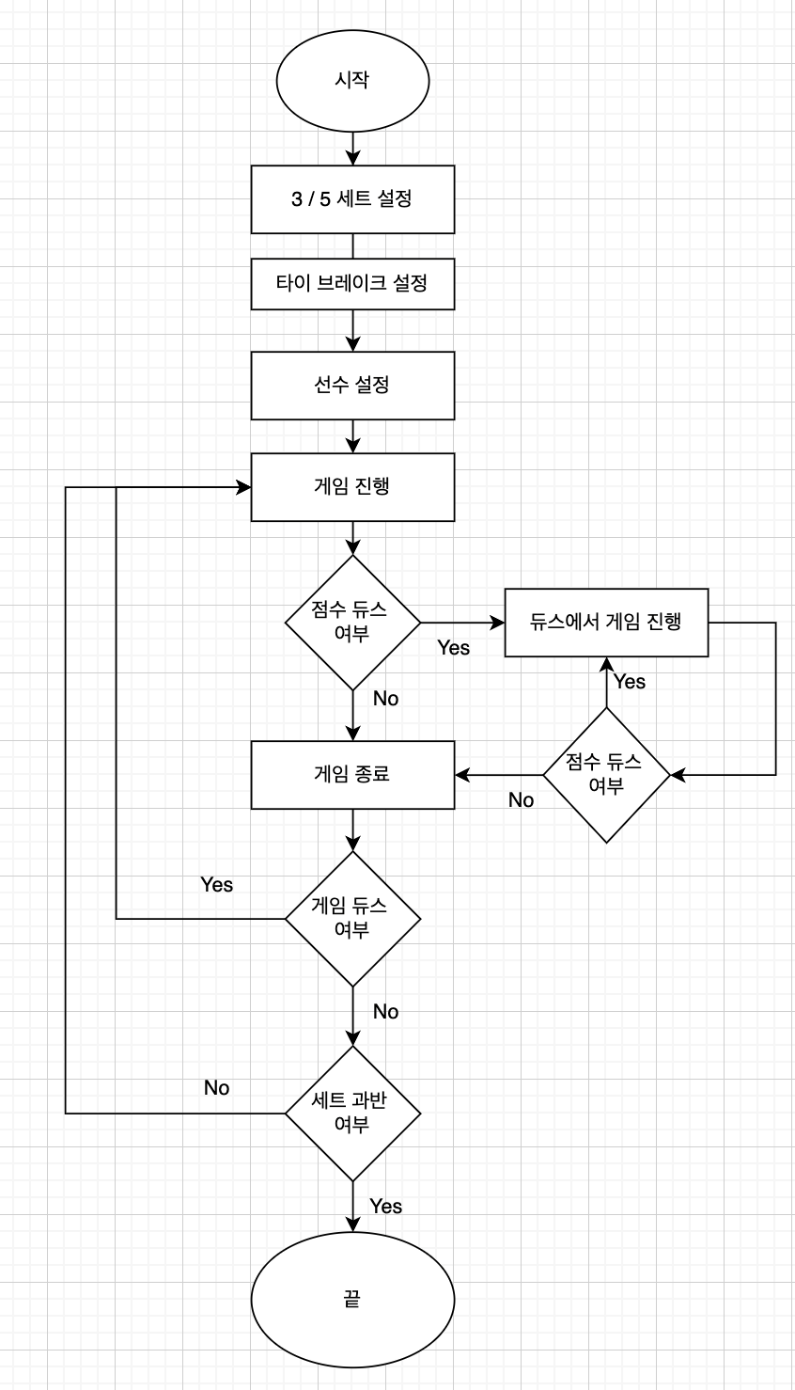 시작
3 / 5 세트 설정
타이 브레이크 설정
선수 설정
게임 진행
점수 듀스
여부
Yes
듀스에서 게임 진행
No
Yes
점수 듀스
여부
게임 종료
No
Yes
게임 듀스
여부
No
No
세트 과반
여부
Yes
끝